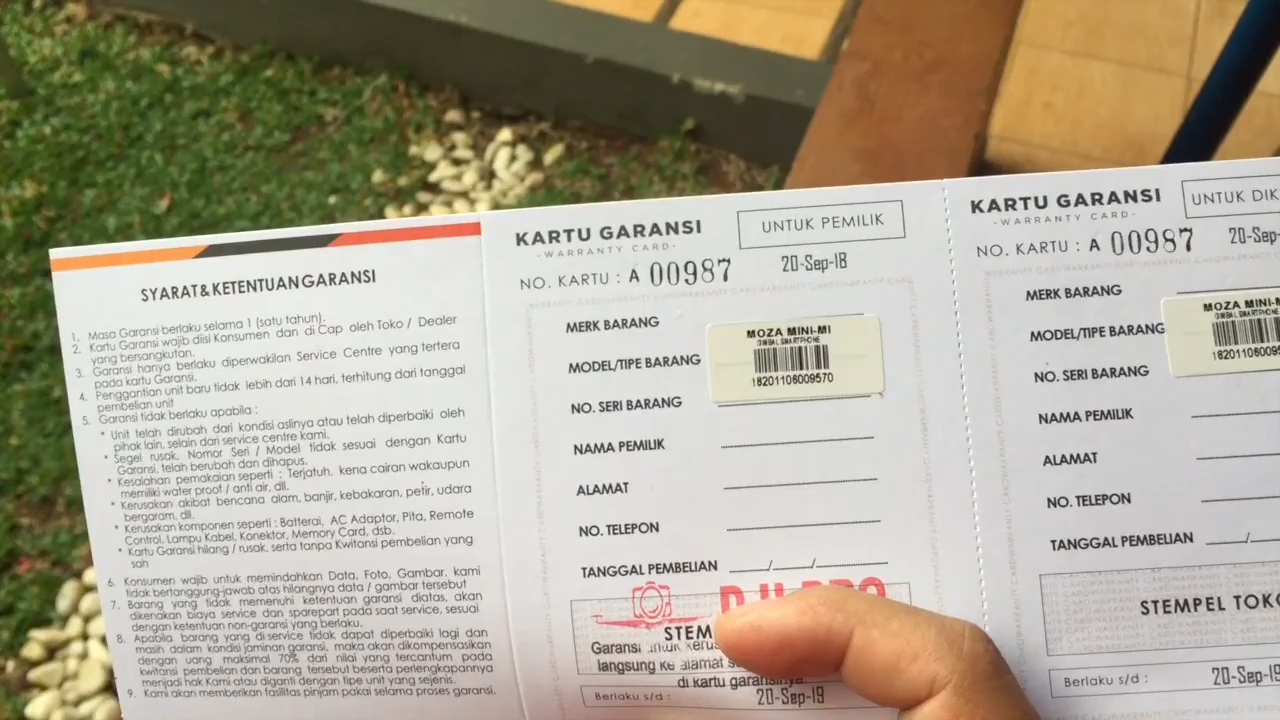 SYARAT & KETENTUAN GARANSI
1. Masa Garansi berlaku selama 1 (satu tahun).
2. Kartu Garansi wajib diisi Konsumen dan di Cap oleh Toko / Dealer
yang bersangkutan.
3. Garansi hanya berlaku diperwakilan Service Centre yang tertera
pada kartu Garansi.
4. Penggantian unit baru tidak lebih dari 14 hari, terhitung dari tanggal
pembelian unit
5. Garansi tidak berlaku apabila :
* Unit telah dirubah dari kondisi aslinya atau telah diperbaiki oleh
pihak lain, selain dari service centre kami.
* Segel rusak, Nomor Seri / Model tidak sesuai dengan Kartu
Garansi, telah berubah dan dihapus.
* Kesalahan pemakaian seperti : Terjatuh, kena cairan wakaupun
memiliki water proof / anti air, dll.
* Kerusakan akibat bencana alam, banjir, kebakaran, petir, udara
bergaram, dll.
* Kerusakan komponen seperti : Batterai, AC Adaptor, Pita, Remote
Control, Lampu Kabel, Konektor, Memory Card, dsb.
* Kartu Garansi hilang / rusak, serta tanpa Kwitansi pembelian yang
sah
6. Konsumen wajib untuk memindahkan Data, Foto, Gambar, kami
tidak bertanggung-jawab atas hilangnya data / gambar tersebut
7. Barang yang tidak memenuhi ketentuan garansi diatas, akan
dikenakan biaya service dan sparepart pada saat service, sesuai
dengan ketentuan non-garansi yang berlaku.
8. Apabila barang yang di service tidak dapat diperbaiki lagi dan
masih dalam kondisi jaminan garansi, maka akan dikompensasikan
dengan uang maksimal 70% dari nilai yang tercantum pada
kwitansi pembelian dan barang tersebut beserta perlengkapannya
menjadi hak Kami atau diganti dengan tipe unit yang sejenis.
9. Kami akan memberikan fasilitas pinjam pakai selama proses garansi.
KARTU GARANSI
-WARRANTY CARD-
UNTUK PEMILIK
NO. KARTU : A 00987
20-Sep-18
MERK BARANG
MODEL/TIPE BARANG
NO. SERI BARANG
MOZA MINI-MI
GIMBAL SMARTPHONE
18201106009570
NAMA PEMILIK
ALAMAT
NO. TELEPON
TANGGAL PEMBELIAN ___/___/___
STEM
Garansi untuk
langsung ke alamat
di kartu garansinya
Berlaku s/d : 20-Sep-19
KARTU GARANSI
-WARRANTY CARD-
UNTUK DIK
NO. KARTU : A 00987
20-Sep-
MERK BARANG
MODEL/TIPE BARANG
NO. SERI BARANG
MOZA MINI-M
GIMBAL SMARTPHO
182011060095
NAMA PEMILIK
ALAMAT
NO. TELEPON
TANGGAL PEMBELIAN ___/
STEMPEL TOKO
Berlaku s/d : 20-Sep-19